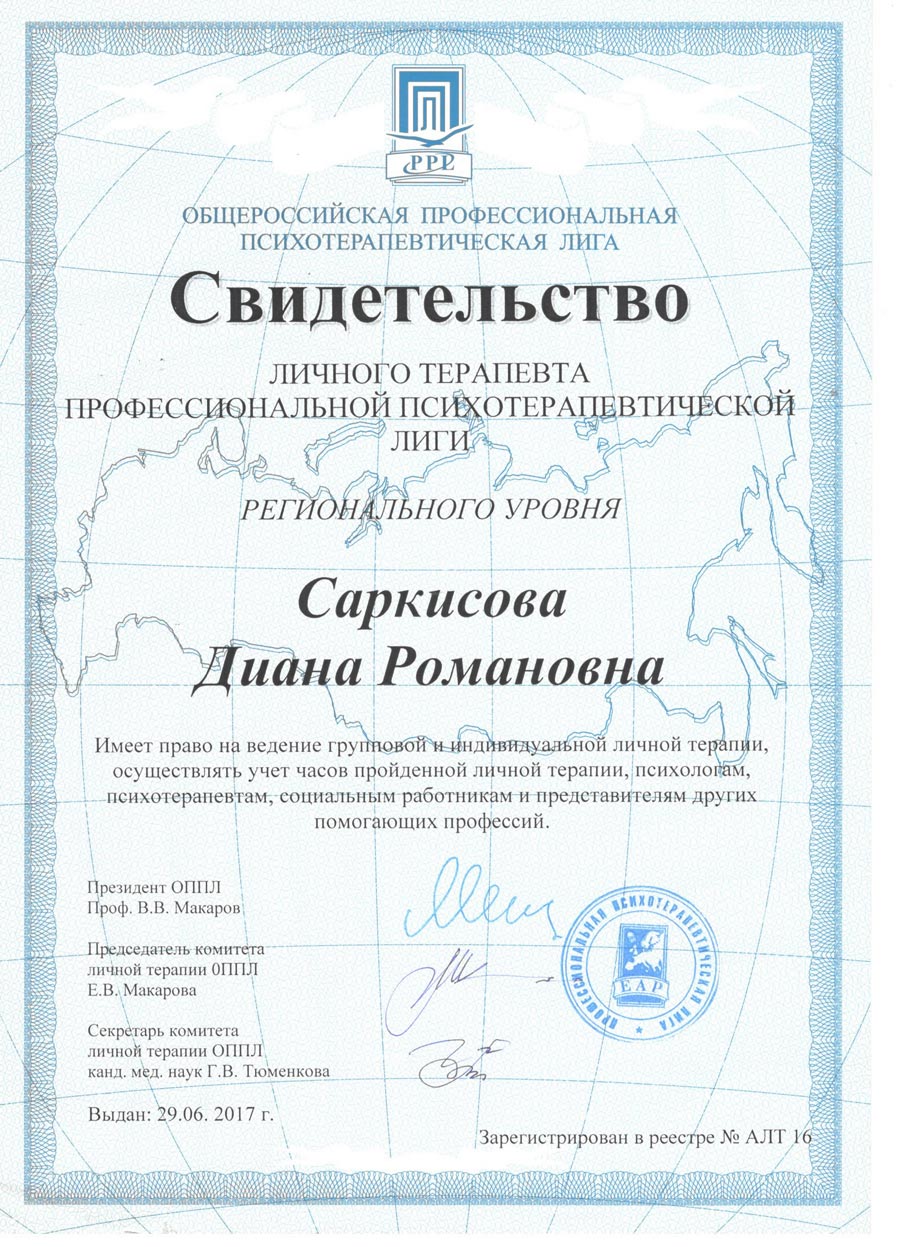 PPL
ОБЩЕРОССИЙСКАЯ ПРОФЕССИОНАЛЬНАЯ
ПСИХОТЕРАПЕВТИЧЕСКАЯ ЛИГА
Свидетельство
ЛИЧНОГО ТЕРАПЕВТА
ПРОФЕССИОНАЛЬНОЙ ПСИХОТЕРАПЕВТИЧЕСКОЙ
ЛИГИ
РЕГИОНАЛЬНОГО УРОВНЯ
Саркисова
Диана Романовна
Имеет право на ведение групповой и индивидуальной личной терапии,
осуществлять учет часов пройденной личной терапии, психологам,
психотерапевтам, социальным работникам и представителям других
помогающих профессий.
Президент ОППЛ
Проф. В.В. Макаров
Председатель комитета
личной терапии 0ППЛ
Е.В. Макарова
Секретарь комитета
личной терапии ОППЛ
канд. мед. наук Г.В. Тюменкова
ПРОФЕССИОНАЛЬНАЯ ПСИХОТЕРАПЕВТИЧЕСКАЯ ЛИГА
EAP
Выдан: 29.06. 2017 г.
Зарегистрирован в реестре № АЛТ 16